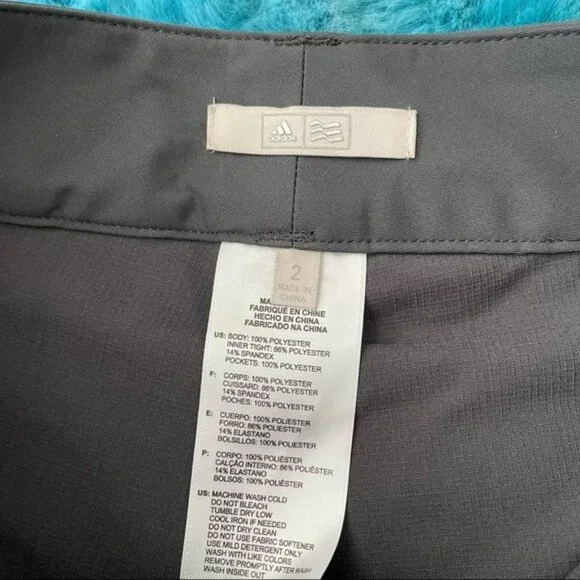 adidas
2
MADE IN
CHINA
FABRIQUÉ EN CHINE
HECHO EN CHINA
FABRICADO NA CHINA
US: BODY: 100% POLYESTER
INNER TIGHT: 86% POLYESTER
14% SPANDEX
POCKETS: 100% POLYESTER
F: CORPS: 100% POLYESTER
CUISSARD: 86% POLYESTER
14% SPANDEX
POCHES: 100% POLYESTER
E: CUERPO: 100% POLIESTER
FORRO: 86% POLIESTER
14% ELASTANO
BOLSILLOS: 100% POLIESTER
P: CORPO: 100% POLIÉSTER
CALÇÃO INTERNO: 86% POLIÉSTER
14% ELASTANO
BOLSOS: 100% POLIÉSTER
US: MACHINE WASH COLD
DO NOT BLEACH
TUMBLE DRY LOW
COOL IRON IF NEEDED
DO NOT DRY CLEAN
DO NOT USE FABRIC SOFTENER
USE MILD DETERGENT ONLY
WASH WITH LIKE COLORS
REMOVE PROMPTLY AFTER WASH
WASH INSIDE OUT